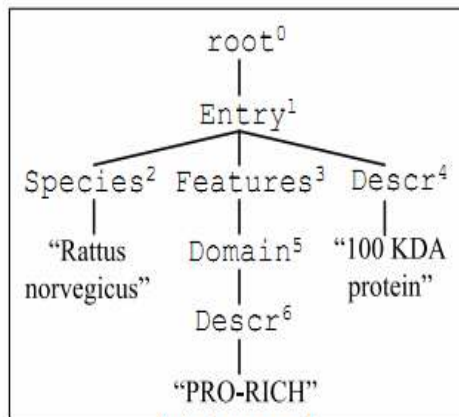 root⁰
Entry¹
Species² Features³ Descr⁴
“Rattus norvegicus” Domain⁵ “100 KDA protein”
Descr⁶
“PRO-RICH”